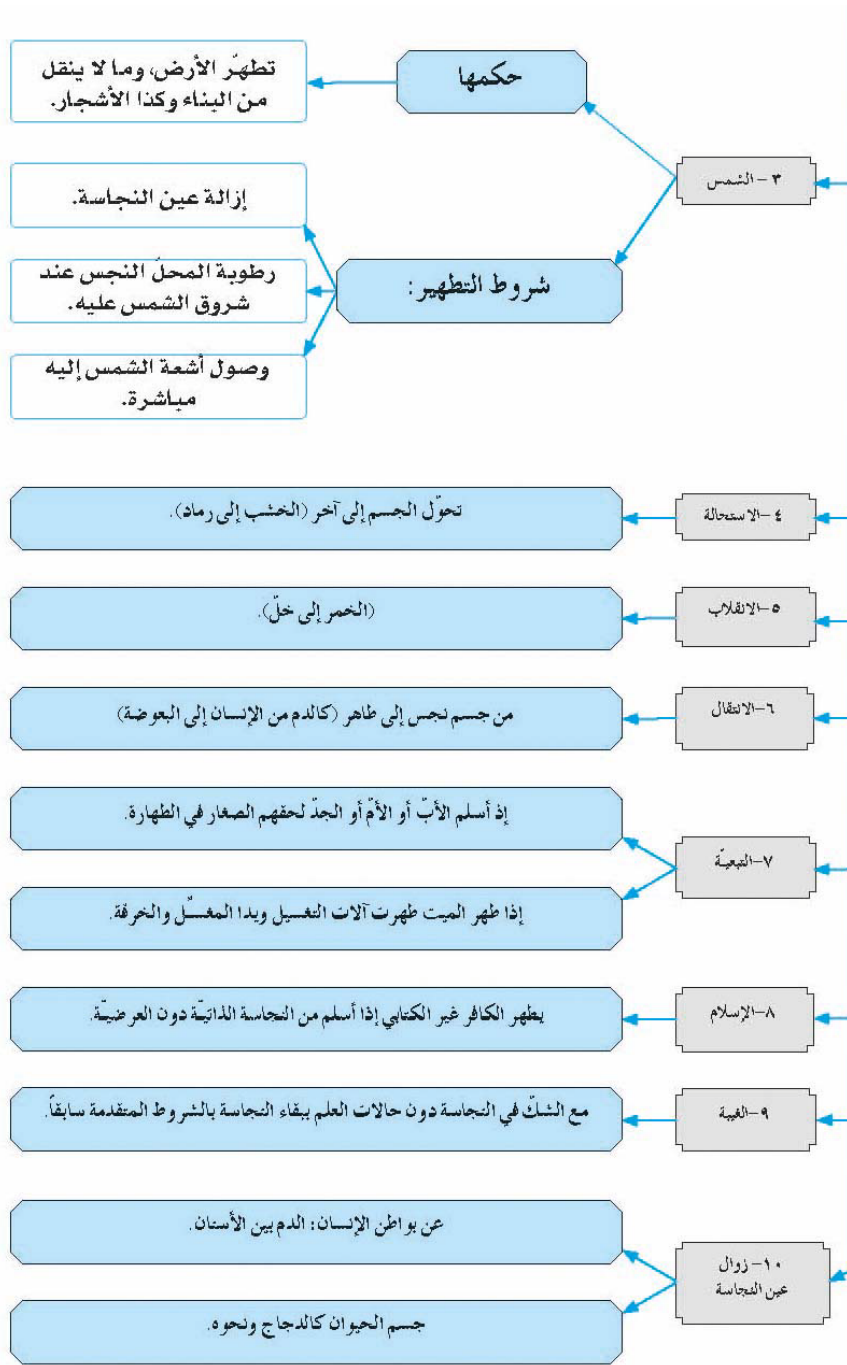 حكمها
تطهّر الأرض، وما لا ينقل
من البناء وكذا الأشجار.
٣ - الشمس
شروط التطهير:
إزالة عين النجاسة.
رطوبة المحلّ النجس عند
شروق الشمس عليه.
وصول أشعة الشمس إليه
مباشرة.
٤ -الاستحالة
تحوّل الجسم إلى آخر (الخشب إلى رماد).
٥ -الانقلاب
(الخمر إلى خلّ).
٦ -الانتقال
من جسم نجس إلى طاهر (كالدم من الإنسان إلى البعوضة)
٧ -التبعيّة
إذ أسلم الأبّ أو الأمّ أو الجدّ لحقهم الصغار في الطهارة.
إذا طهر الميت طهرت آلات التغسيل ويدا المغسّل والخرقة.
٨ -الإسلام
يطهر الكافر غير الكتابي إذا أسلم من النجاسة الذاتيّة دون العرضيّة.
٩ -الغيبة
مع الشكّ في النجاسة دون حالات العلم ببقاء النجاسة بالشروط المتقدمة سابقاً.
١٠ - زوال
عين النجاسة
عن بواطن الإنسان: الدم بين الأسنان.
جسم الحيوان كالدجاج ونحوه.